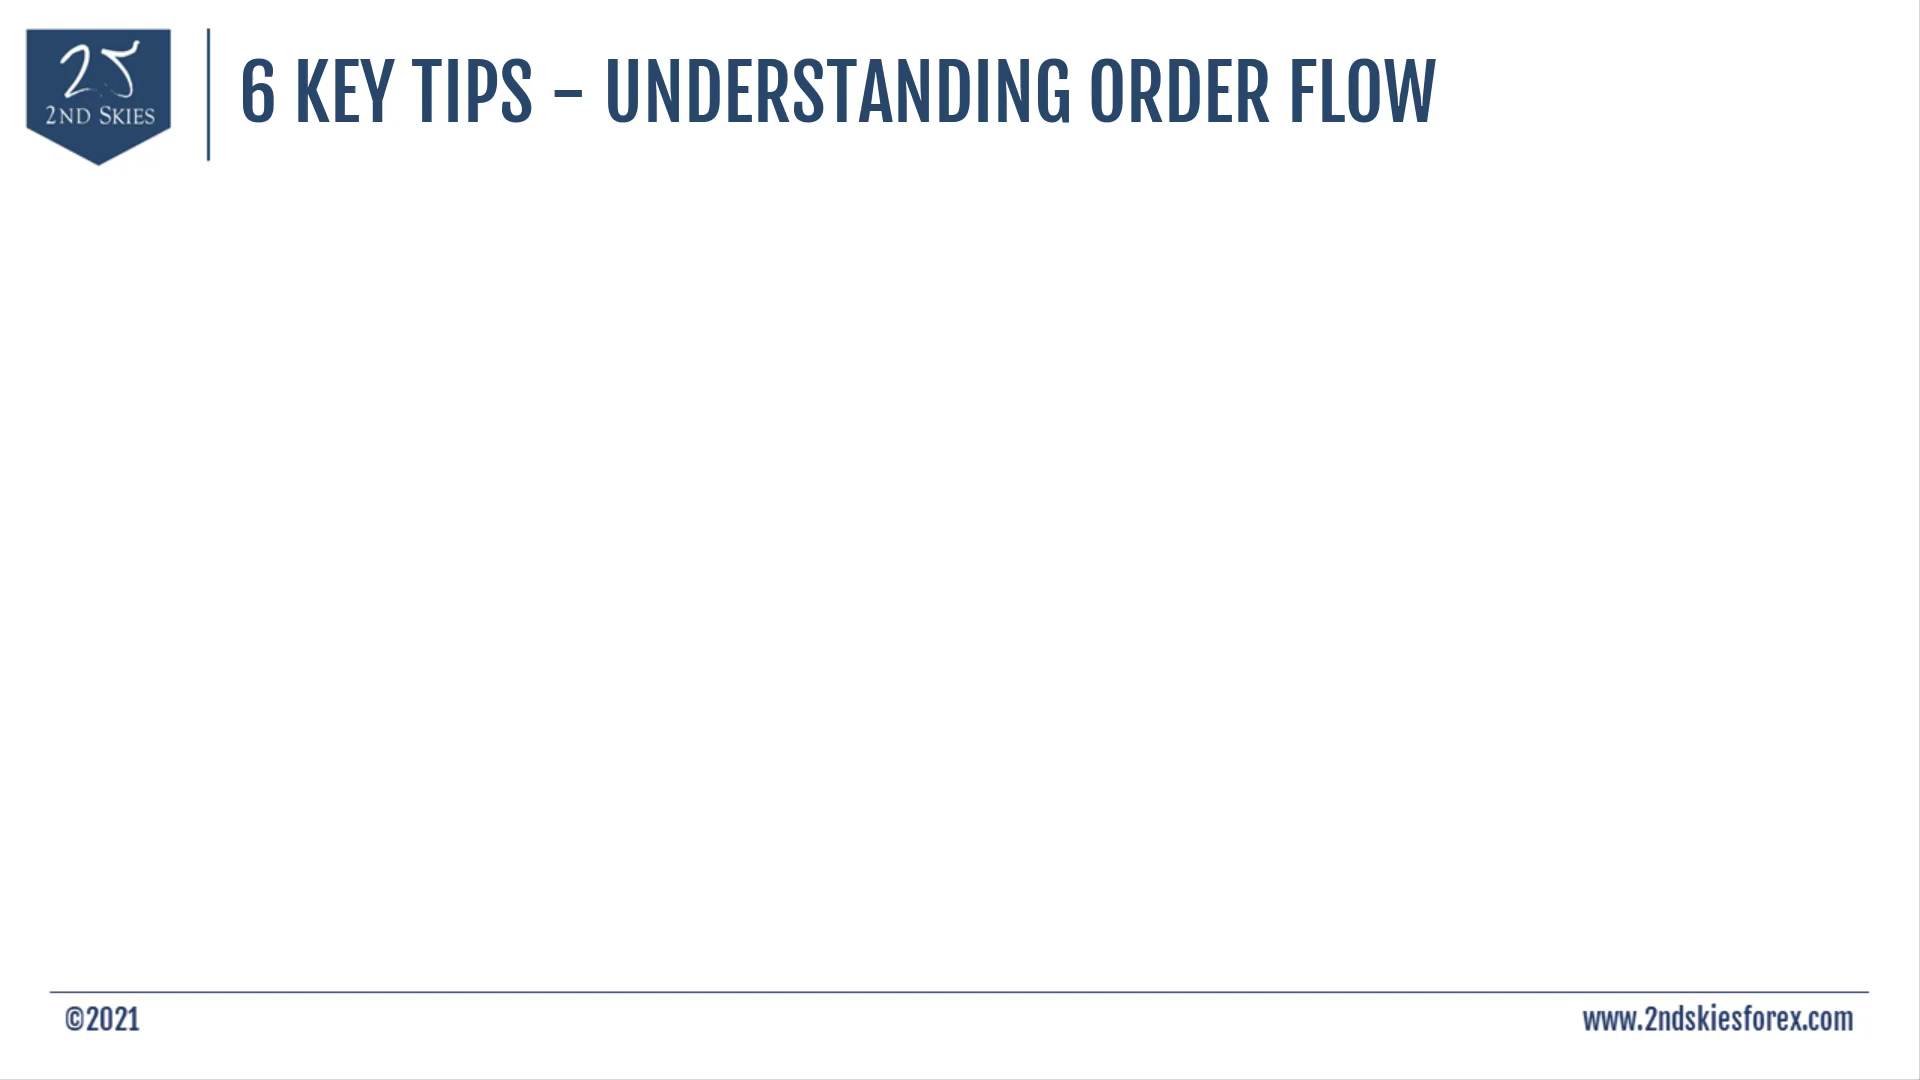 2S
2ND SKIES
6 KEY TIPS - UNDERSTANDING ORDER FLOW
©2021
www.2ndskiesforex.com